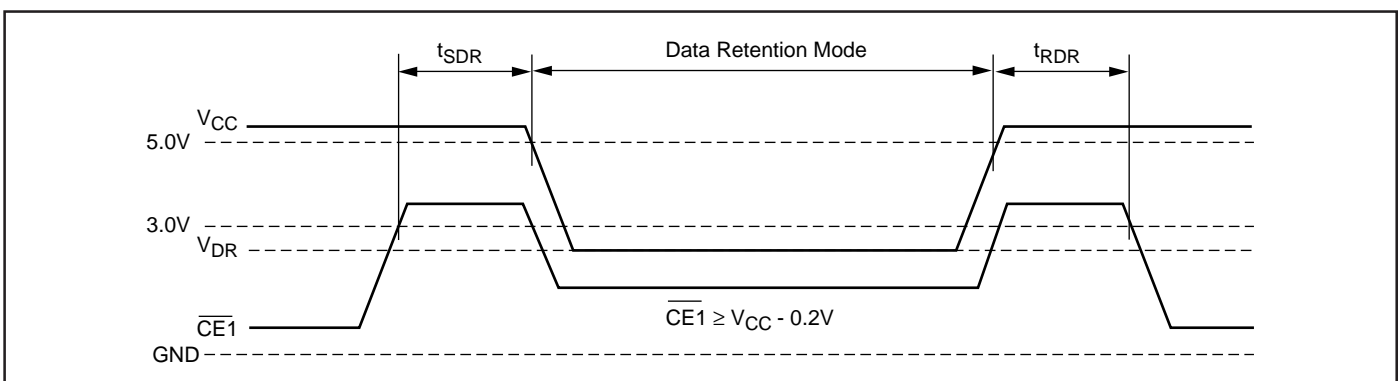 tSDR
Data Retention Mode
tRDR
VCC
5.0V
3.0V
VDR
CE1 ≥ VCC - 0.2V
CE1
GND